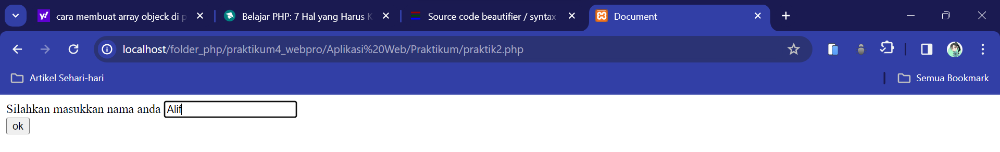 cara membuat array objeck di p
Belajar PHP: 7 Hal yang Harus K
Source code beautifier / syntax
Document
localhost/folder_php/praktikum4_webpro/Aplikasi%20Web/Praktikum/praktik2.php
Artikel Sehari-hari
Semua Bookmark
Silahkan masukkan nama anda Alif
ok